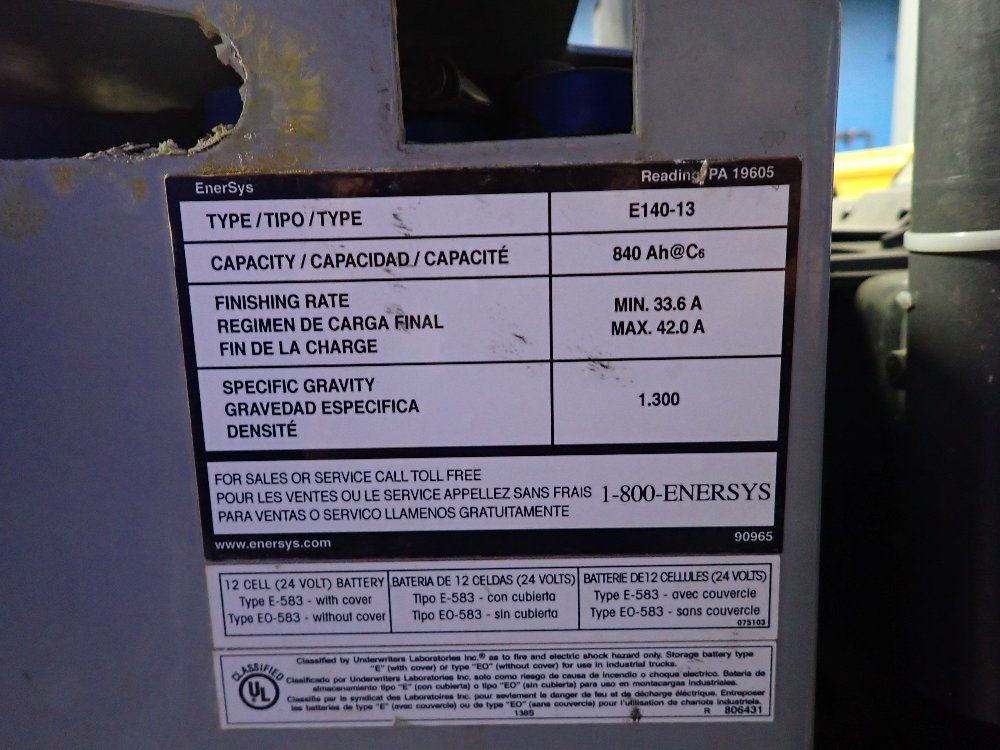 EnerSys
Reading, PA 19605
TYPE / TIPO / TYPE
E140-13
CAPACITY / CAPACIDAD / CAPACITÉ
840 Ah@C6
FINISHING RATE
REGIMEN DE CARGA FINAL
FIN DE LA CHARGE
MIN. 33.6 A
MAX. 42.0 A
SPECIFIC GRAVITY
GRAVEDAD ESPECIFICA
DENSITÉ
1.300
FOR SALES OR SERVICE CALL TOLL FREE
POUR LES VENTES OU LE SERVICE APPELLEZ SANS FRAIS
PARA VENTAS O SERVICO LLAMENOS GRATUITAMENTE
1-800-ENERSYS
www.enersys.com
90965
12 CELL (24 VOLT) BATTERY
Type E-583 - with cover
Type EO-583 - without cover
BATERIA DE 12 CELDAS (24 VOLTS)
Tipo E-583 - con cubierta
Tipo EO-583 - sin cubierta
BATTERIE DE12 CELLULES (24 VOLTS)
Type E-583 - avec couvercle
Type EO-583 - sans couvercle
075103
CLASSIFIED
UL
Classified by Underwriters Laboratories Inc.® as to fire and electric shock hazard only. Storage battery type
"E" (with cover) or type "EO" (without cover) for use in industrial trucks.
Clasificado por Underwriters Laboratories Inc. solo como riesgo de causa de incendio o choque electrico. Bateria de
almacenamiento tipo "E" (con cubierta) o tipo "EO" (sin cubierta) para uso en montacargas industriales.
Classifie par le syndicat des Laboratoires Inc. pour seulement le danger de feu et de décharge éléctrique. Entreposer
les batteries de type "E" (avec couvercle) ou de type "EO" (sans couvercle) pour l'utilisation de chariots industriels.
138S
R 806431